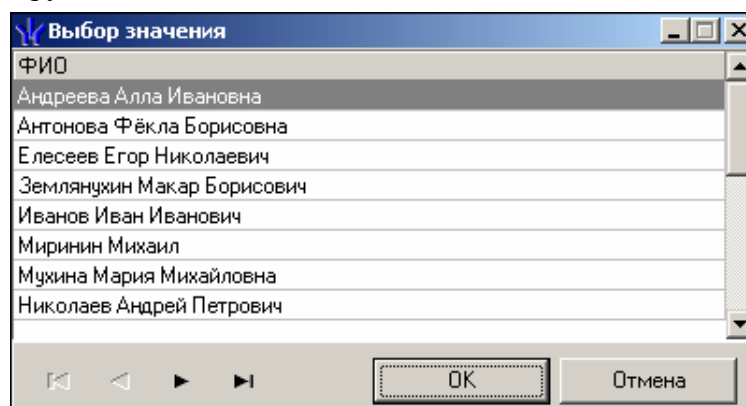 Выбор значения
ФИО
Андреева Алла Ивановна
Антонова Фёкла Борисовна
Елесеев Егор Николаевич
Землянухин Макар Борисович
Иванов Иван Иванович
Миринин Михаил
Мухина Мария Михайловна
Николаев Андрей Петрович
OK Отмена